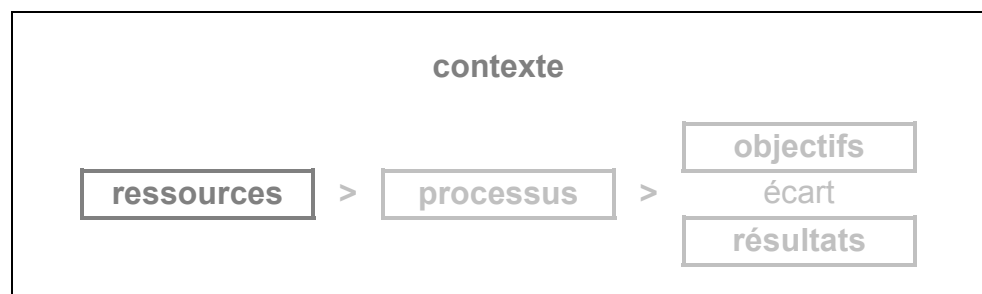 contexte
objectifs
ressources > processus > écart
résultats